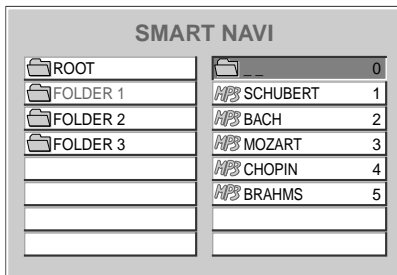 SMART NAVI
ROOT
FOLDER 1
FOLDER 2
FOLDER 3
_ _ 0
MP3 SCHUBERT 1
MP3 BACH 2
MP3 MOZART 3
MP3 CHOPIN 4
MP3 BRAHMS 5